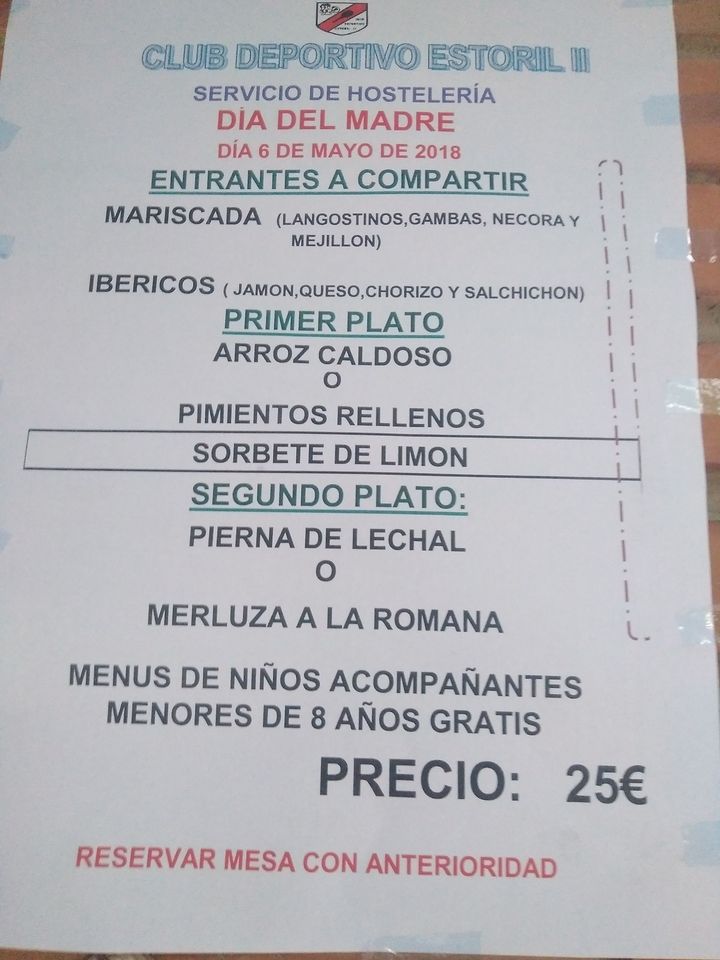 CLUB DEPORTIVO ESTORIL II
SERVICIO DE HOSTELERÍA
DÍA DEL MADRE
DÍA 6 DE MAYO DE 2018
ENTRANTES A COMPARTIR
MARISCADA (LANGOSTINOS,GAMBAS, NECORA Y
MEJILLON)
IBERICOS ( JAMON,QUESO,CHORIZO Y SALCHICHON)
PRIMER PLATO
ARROZ CALDOSO
O
PIMIENTOS RELLENOS
SORBETE DE LIMON
SEGUNDO PLATO:
PIERNA DE LECHAL
O
MERLUZA A LA ROMANA
MENUS DE NIÑOS ACOMPAÑANTES
MENORES DE 8 AÑOS GRATIS
PRECIO: 25€
RESERVAR MESA CON ANTERIORIDAD